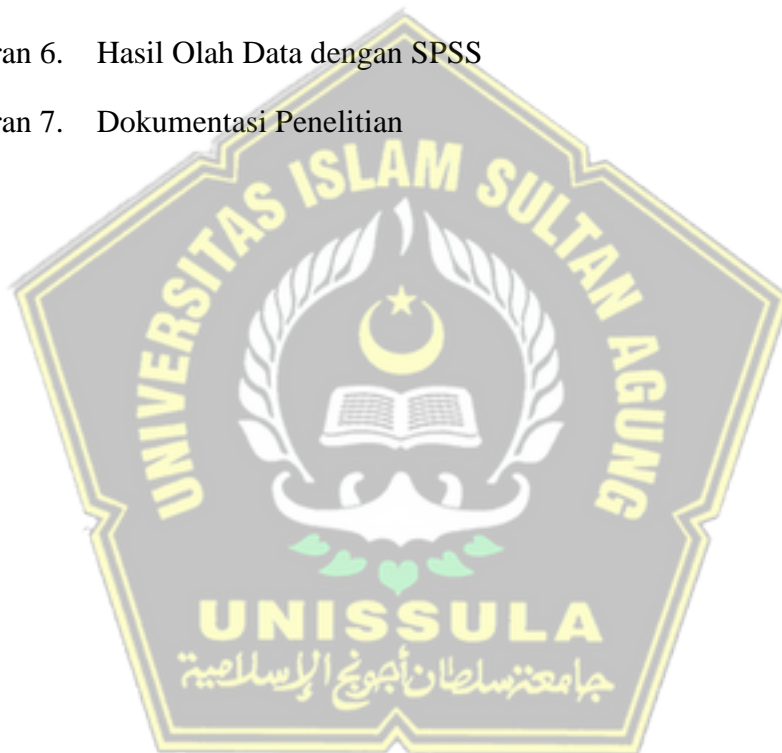 ran 6. Hasil Olah Data dengan SPSS
ran 7. Dokumentasi Penelitian
UNIVERSITAS ISLAM SULTAN AGUNG
UNISSULA
جامعة سلطان أجونج الإسلامية